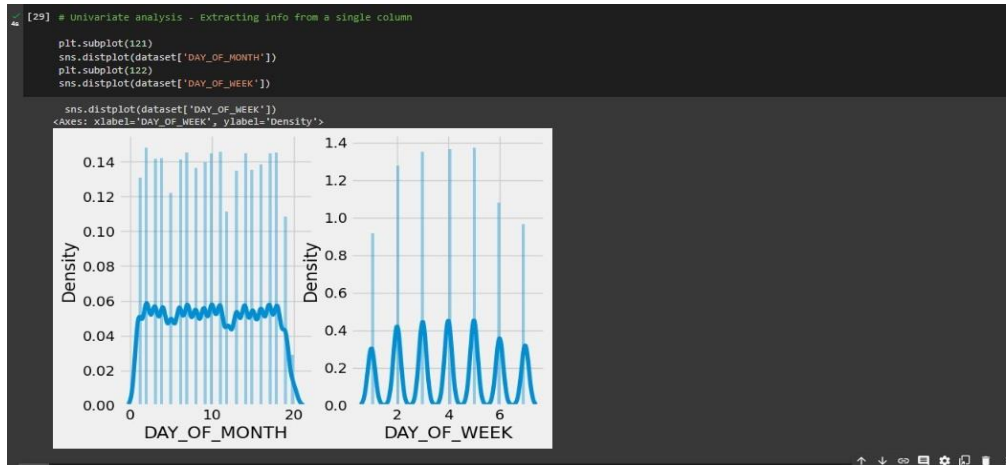 [29] # Univariate analysis - Extracting info from a single column
plt.subplot(121)
sns.distplot(dataset['DAY_OF_MONTH'])
plt.subplot(122)
sns.distplot(dataset['DAY_OF_WEEK'])
sns.distplot(dataset['DAY_OF_WEEK'])
<Axes: xlabel='DAY_OF_WEEK', ylabel='Density'>
0.14
0.12
0.10
0.08
0.06
0.04
0.02
0.00
Density
0 10 20
DAY_OF_MONTH
1.4
1.2
1.0
0.8
0.6
0.4
0.2
0.0
Density
2 4 6
DAY_OF_WEEK